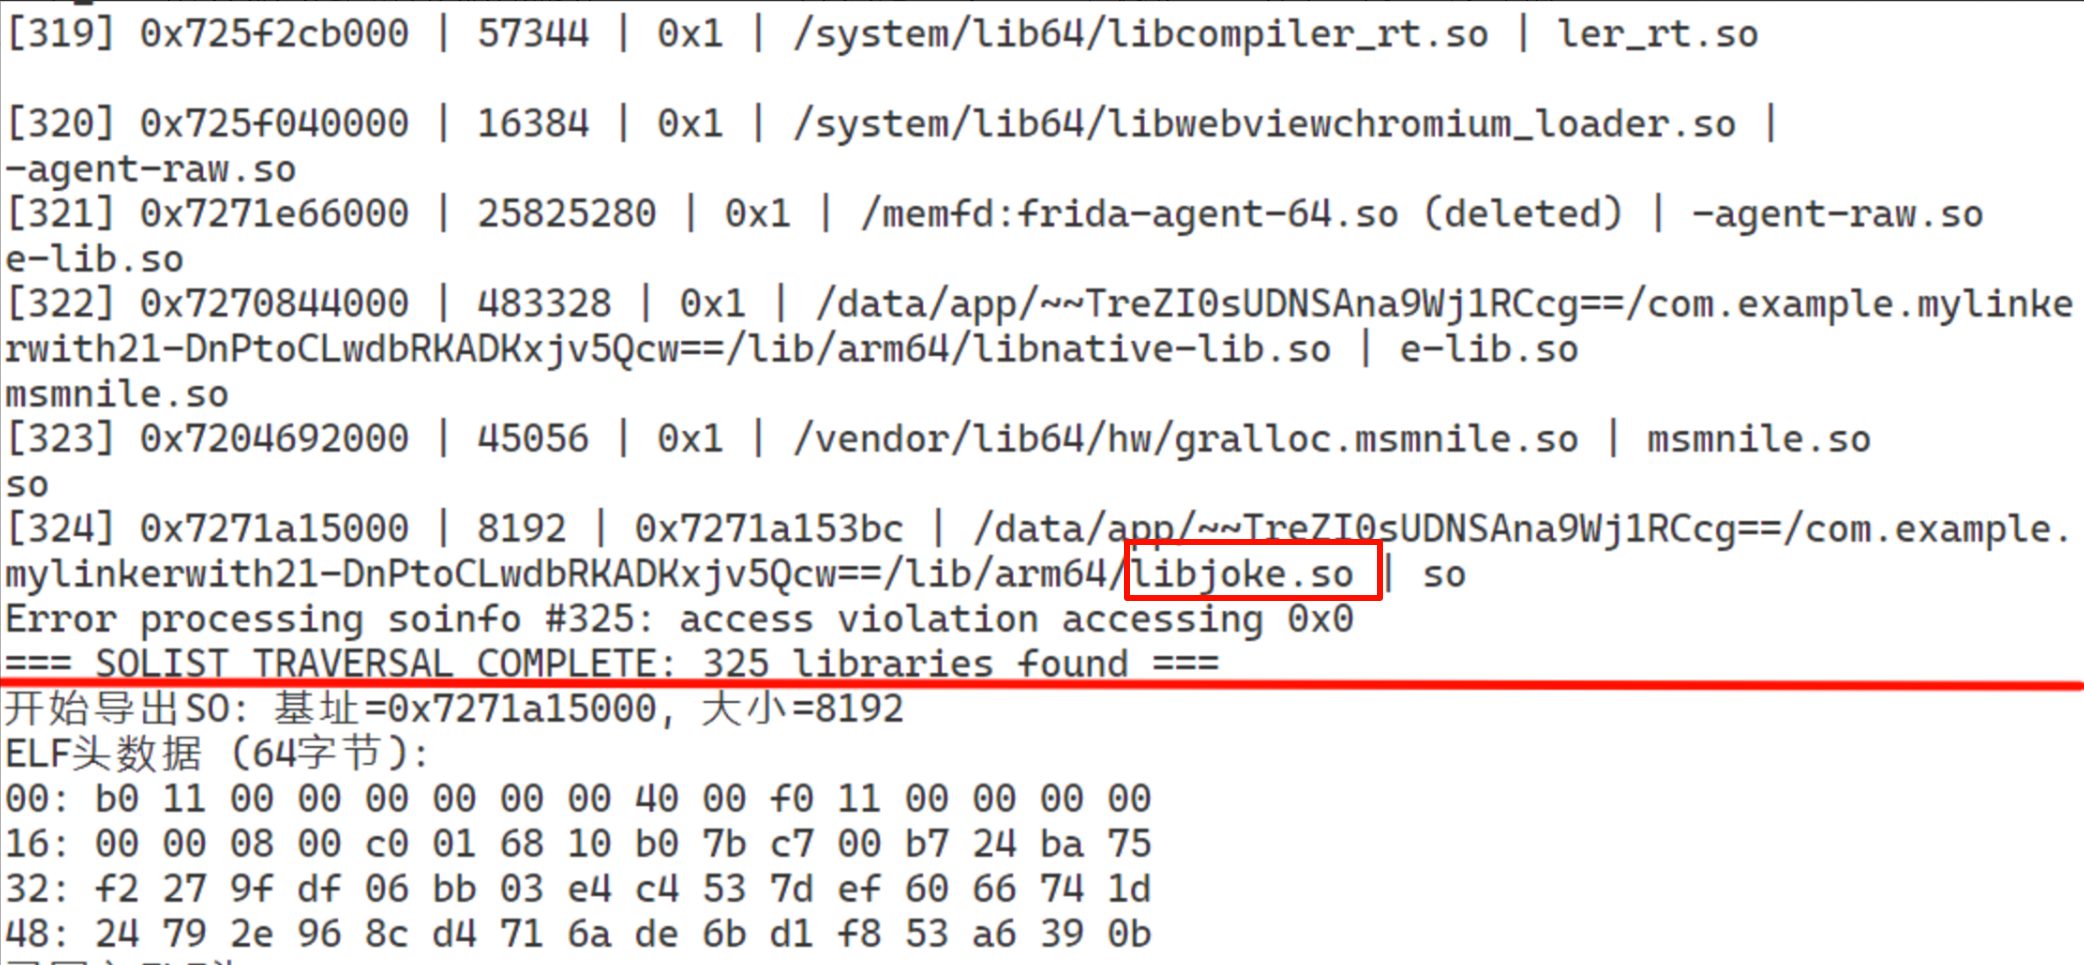 [319] 0x725f2cb000 | 57344 | 0x1 | /system/lib64/libcompiler_rt.so | ler_rt.so
[320] 0x725f040000 | 16384 | 0x1 | /system/lib64/libwebviewchromium_loader.so |
-agent-raw.so
[321] 0x7271e66000 | 25825280 | 0x1 | /memfd:frida-agent-64.so (deleted) | -agent-raw.so
e-lib.so
[322] 0x7270844000 | 483328 | 0x1 | /data/app/~~TreZI0sUDNSAna9Wj1RCcg==/com.example.mylinke
rwith21-DnPtoCLwdbRKADKxjv5Qcw==/lib/arm64/libnative-lib.so | e-lib.so
msmnile.so
[323] 0x7204692000 | 45056 | 0x1 | /vendor/lib64/hw/gralloc.msmnile.so | msmnile.so
so
[324] 0x7271a15000 | 8192 | 0x7271a153bc | /data/app/~~TreZI0sUDNSAna9Wj1RCcg==/com.example.
mylinkerwith21-DnPtoCLwdbRKADKxjv5Qcw==/lib/arm64/libjoke.so | so
Error processing soinfo #325: access violation accessing 0x0
=== SOLIST TRAVERSAL COMPLETE: 325 libraries found ===
开始导出SO: 基址=0x7271a15000, 大小=8192
ELF头数据 (64字节):
00: b0 11 00 00 00 00 00 00 40 00 f0 11 00 00 00 00
16: 00 00 08 00 c0 01 68 10 b0 7b c7 00 b7 24 ba 75
32: f2 27 9f df 06 bb 03 e4 c4 53 7d ef 60 66 74 1d
48: 24 79 2e 96 8c d4 71 6a de 6b d1 f8 53 a6 39 0b